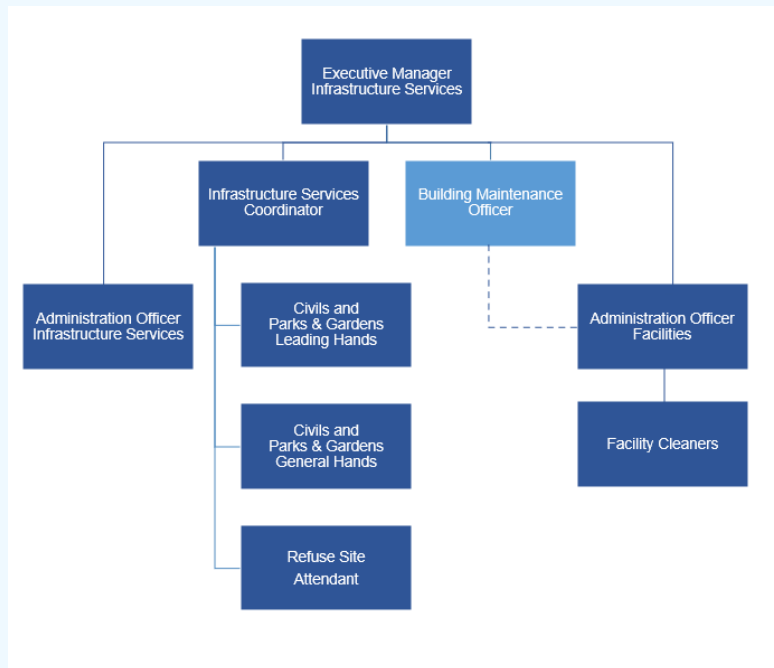 Executive Manager
Infrastructure Services
Infrastructure Services
Coordinator
Building Maintenance
Officer
Administration Officer
Infrastructure Services
Civils and
Parks & Gardens
Leading Hands
Administration Officer
Facilities
Civils and
Parks & Gardens
General Hands
Facility Cleaners
Refuse Site
Attendant